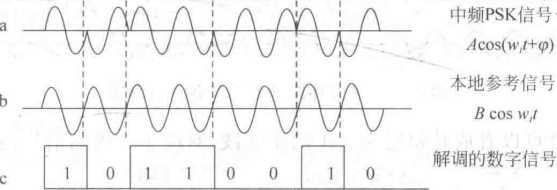 a
中频PSK信号
Acos(wᵢt+φ)
b
本地参考信号
B cos wᵢt
c
1 0 1 1 0 0 1 0
解调的数字信号